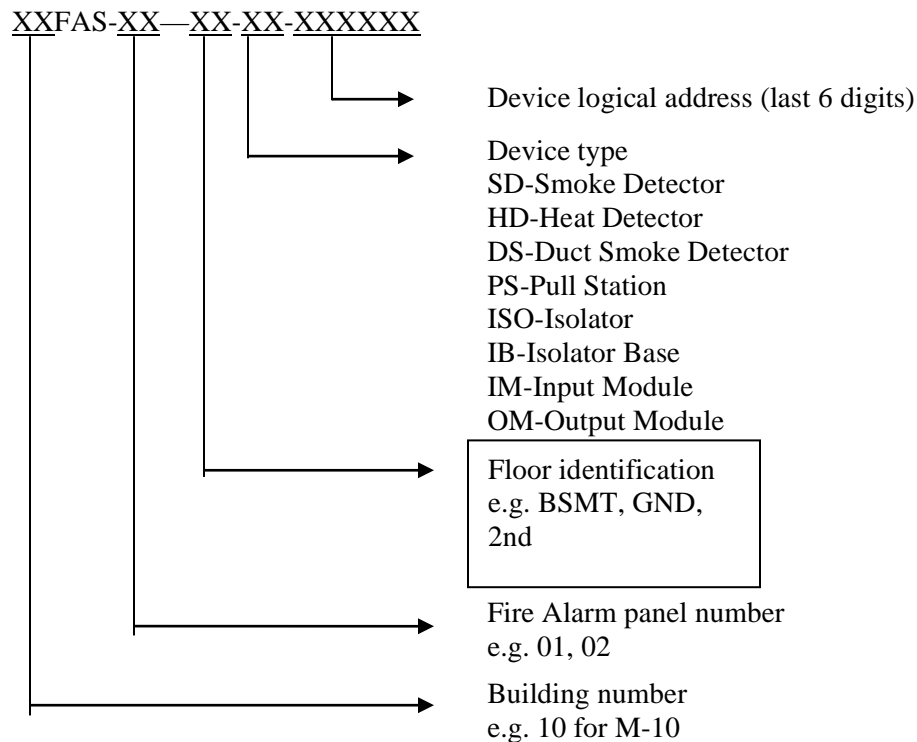 XXFAS-XX—XX-XX-XXXXXX
Device logical address (last 6 digits)
Device type
SD-Smoke Detector
HD-Heat Detector
DS-Duct Smoke Detector
PS-Pull Station
ISO-Isolator
IB-Isolator Base
IM-Input Module
OM-Output Module
Floor identification
e.g. BSMT, GND,
2nd
Fire Alarm panel number
e.g. 01, 02
Building number
e.g. 10 for M-10